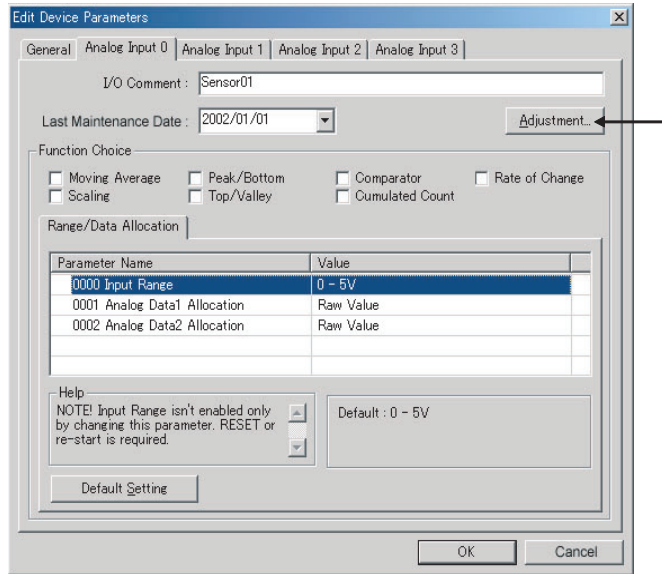 Edit Device Parameters
General Analog Input 0 Analog Input 1 Analog Input 2 Analog Input 3
I/O Comment : Sensor01
Last Maintenance Date : 2002/01/01 Adjustment...
Function Choice
Moving Average Peak/Bottom Comparator Rate of Change
Scaling Top/Valley Cumulated Count
Range/Data Allocation
Parameter Name Value
0000 Input Range 0 - 5V
0001 Analog Data1 Allocation Raw Value
0002 Analog Data2 Allocation Raw Value
Help
NOTE! Input Range isn't enabled only
by changing this parameter. RESET or
re-start is required.
Default : 0 - 5V
Default Setting
OK Cancel